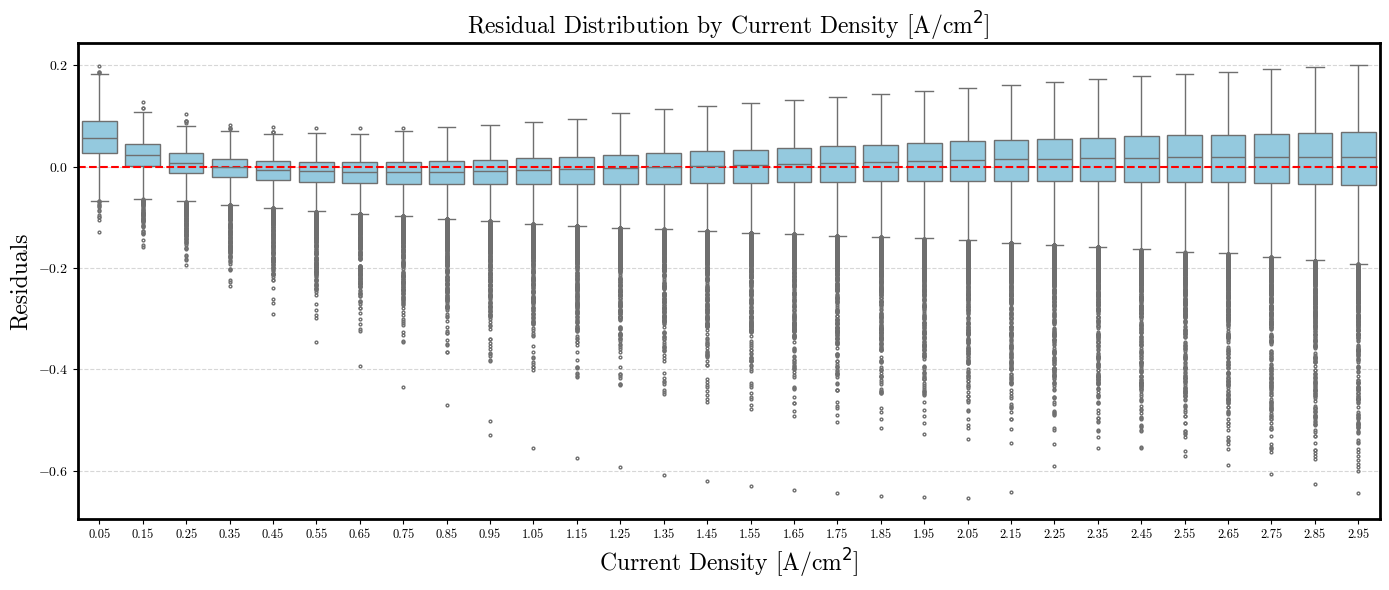 Residual Distribution by Current Density [A/cm²]
Residuals
0.2
0.0
−0.2
−0.4
−0.6
0.05 0.15 0.25 0.35 0.45 0.55 0.65 0.75 0.85 0.95 1.05 1.15 1.25 1.35 1.45 1.55 1.65 1.75 1.85 1.95 2.05 2.15 2.25 2.35 2.45 2.55 2.65 2.75 2.85 2.95
Current Density [A/cm²]